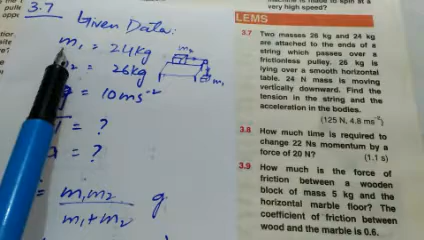 3.7
Given Data:
m₁ = 24kg
m₂
= 26kg
= 10ms⁻²
= ?
= ?
= m₁m₂ g
m₁+m₂
m₂
m₁
very high speed?
LEMS
3.7 Two masses 26 kg and 24 kg
are attached to the ends of a
string which passes over a
frictionless pulley. 26 kg is
lying over a smooth horizontal
table. 24 N mass is moving
vertically downward. Find the
tension in the string and the
acceleration in the bodies.
(125 N, 4.8 ms⁻²)
3.8 How much time is required to
change 22 Ns momentum by a
force of 20 N? (1.1 s)
3.9 How much is the force of
friction between a wooden
block of mass 5 kg and the
horizontal marble floor? The
coefficient of friction between
wood and the marble is 0.6.